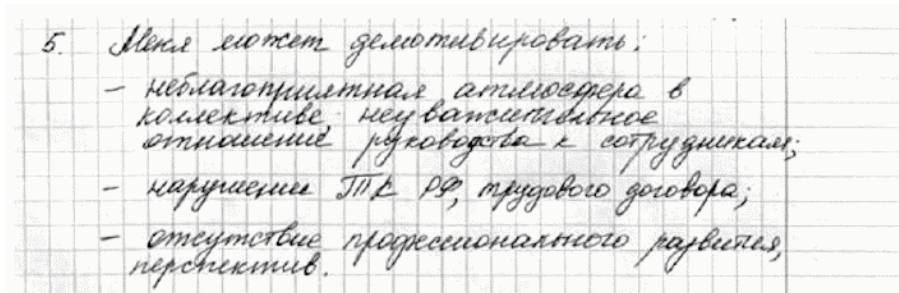 5. Меня может демотивировать:
– неблагоприятная атмосфера в
коллективе неуважительное
отношение руководства к сотрудникам;
– нарушение ТК РФ, трудового договора;
– отсутствие профессионального развития,
перспектив.